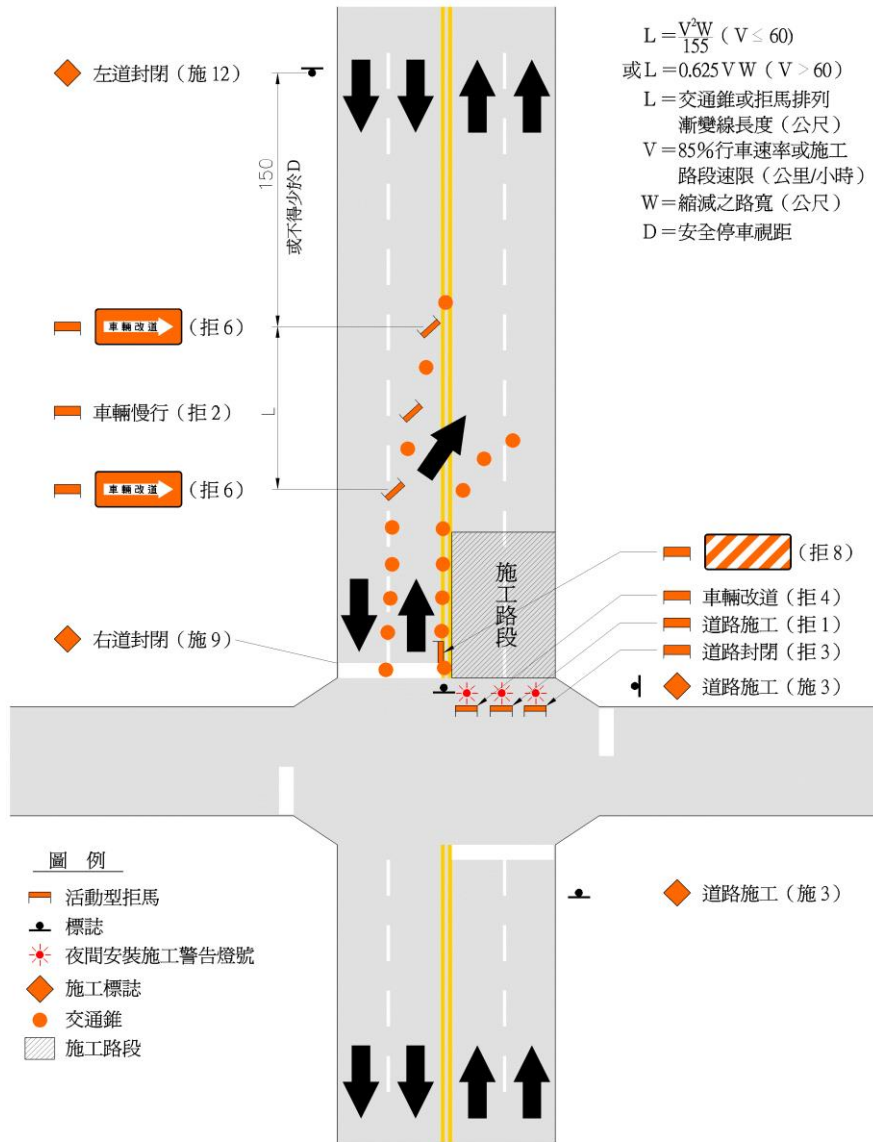 左道封閉（施 12）
L＝V²W/155（V ≤ 60）
或 L＝0.625 V W（V > 60）
L＝交通錐或拒馬排列
漸變線長度（公尺）
V＝85%行車速率或施工
路段速限（公里/小時）
W＝縮減之路寬（公尺）
D＝安全停車視距
150
或不得少於D
車輛改道（拒 6）
車輛慢行（拒 2）
L
車輛改道（拒 6）
施工路段
（拒 8）
車輛改道（拒 4）
道路施工（拒 1）
道路封閉（拒 3）
右道封閉（施 9）
道路施工（施 3）
圖 例
活動型拒馬
標誌
夜間安裝施工警告燈號
施工標誌
交通錐
施工路段
道路施工（施 3）